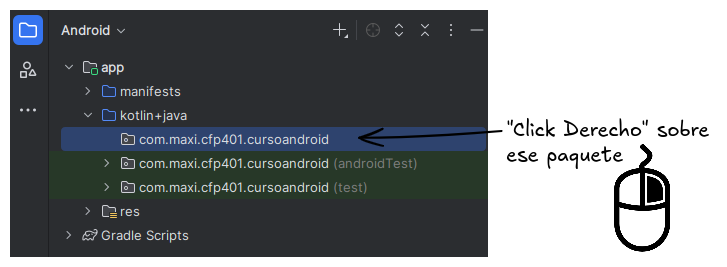 Android
app
manifests
kotlin+java
com.maxi.cfp401.cursoandroid
com.maxi.cfp401.cursoandroid (androidTest)
com.maxi.cfp401.cursoandroid (test)
res
Gradle Scripts
"Click Derecho" sobre
ese paquete